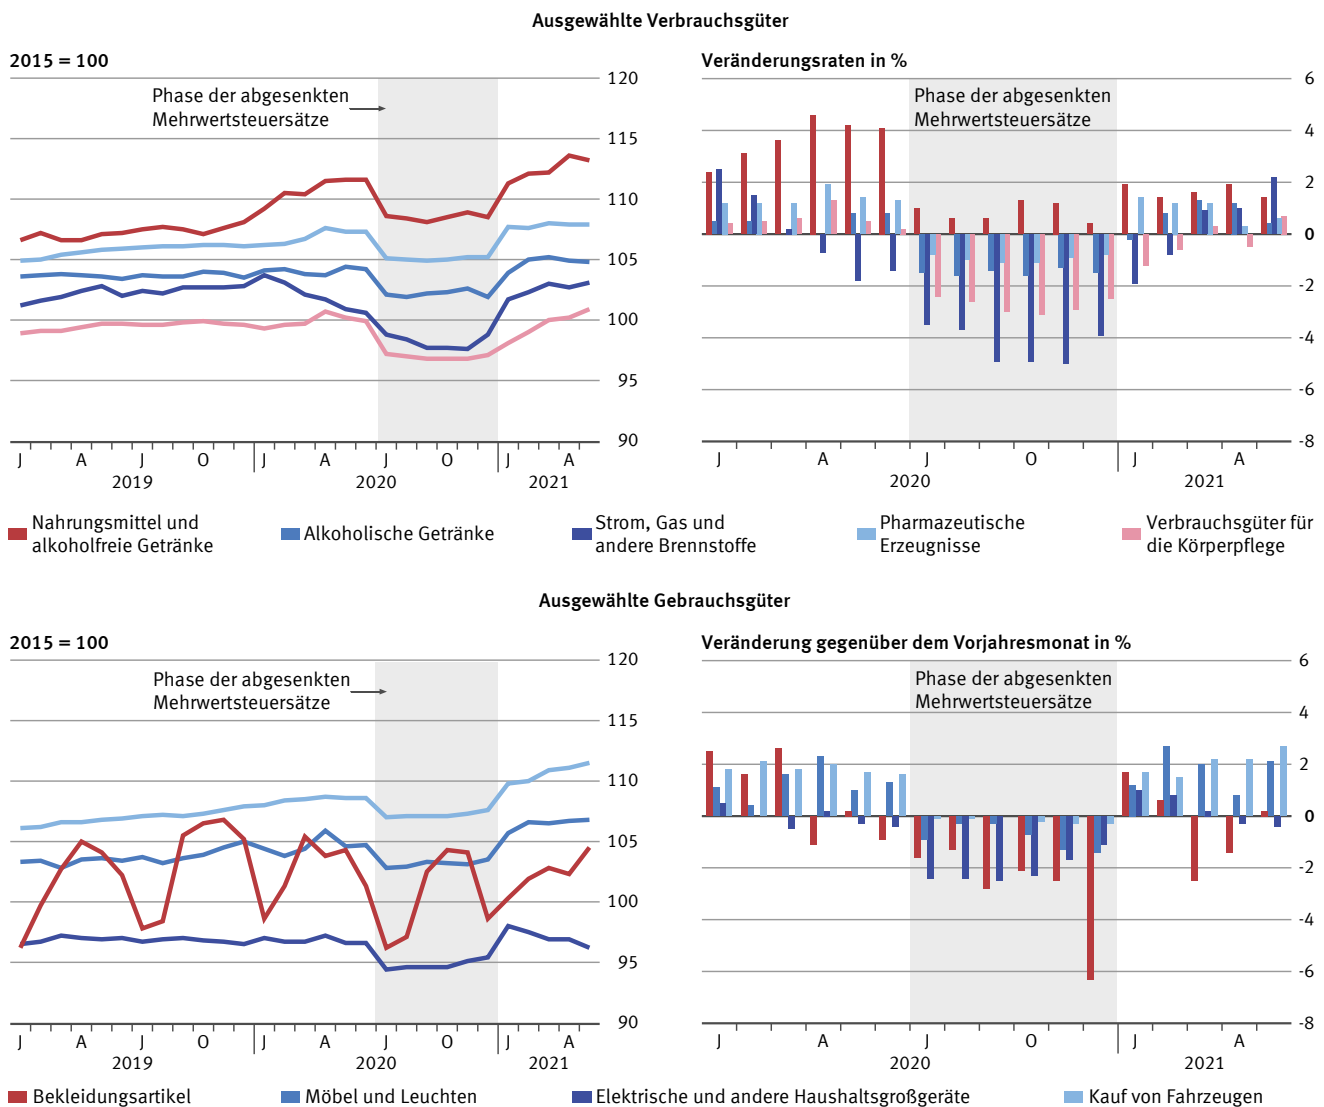 Ausgewählte Verbrauchsgüter
2015 = 100
120
Phase der abgesenkten
Mehrwertsteuersätze
115
110
105
100
95
90
J A J O J A J O J A
2019 2020 2021
Veränderungsraten in %
6
Phase der abgesenkten
Mehrwertsteuersätze
4
2
0
-2
-4
-6
-8
J A J O J A
2020 2021
Nahrungsmittel und
alkoholfreie Getränke
Alkoholische Getränke
Strom, Gas und
andere Brennstoffe
Pharmazeutische
Erzeugnisse
Verbrauchsgüter für
die Körperpflege
Ausgewählte Gebrauchsgüter
2015 = 100
120
Phase der abgesenkten
Mehrwertsteuersätze
115
110
105
100
95
90
J A J O J A J O J A
2019 2020 2021
Veränderung gegenüber dem Vorjahresmonat in %
6
Phase der abgesenkten
Mehrwertsteuersätze
4
2
0
-2
-4
-6
-8
J A J O J A
2020 2021
Bekleidungsartikel
Möbel und Leuchten
Elektrische und andere Haushaltsgroßgeräte
Kauf von Fahrzeugen